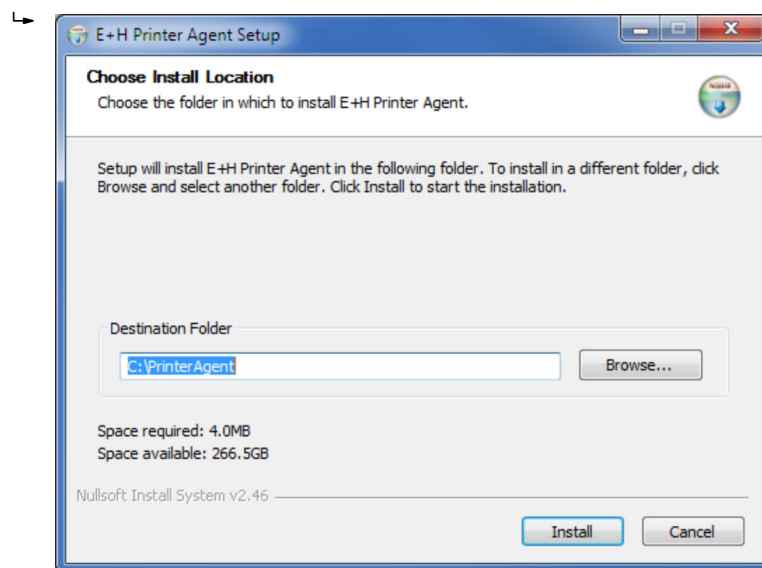 E+H Printer Agent Setup
Choose Install Location
Choose the folder in which to install E+H Printer Agent.
Setup will install E+H Printer Agent in the following folder. To install in a different folder, click
Browse and select another folder. Click Install to start the installation.
Destination Folder
C:\PrinterAgent
Browse...
Space required: 4.0MB
Space available: 266.5GB
Nullsoft Install System v2.46
Install
Cancel